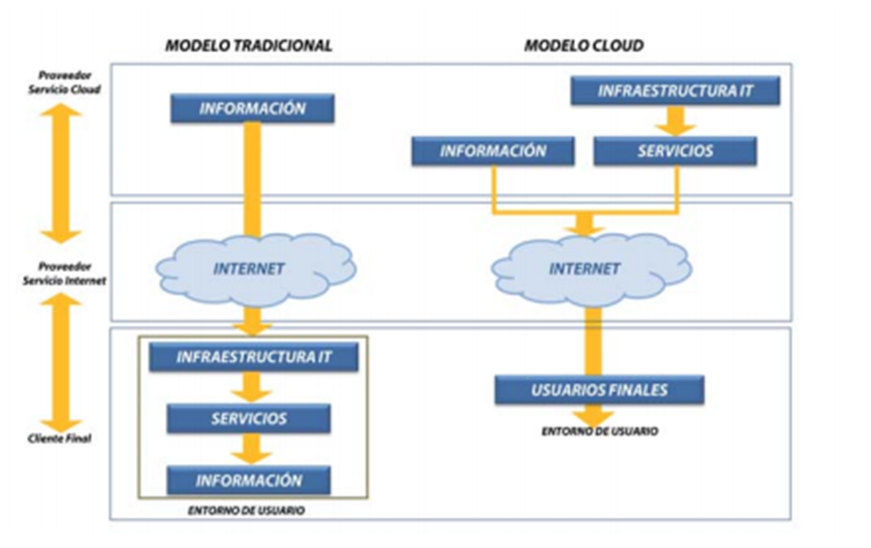 MODELO TRADICIONAL
MODELO CLOUD
Proveedor
Servicio Cloud
INFORMACIÓN
INFRAESTRUCTURA IT
INFORMACIÓN
SERVICIOS
Proveedor
Servicio Internet
INTERNET
INTERNET
INFRAESTRUCTURA IT
SERVICIOS
INFORMACIÓN
ENTORNO DE USUARIO
USUARIOS FINALES
ENTORNO DE USUARIO
Cliente Final